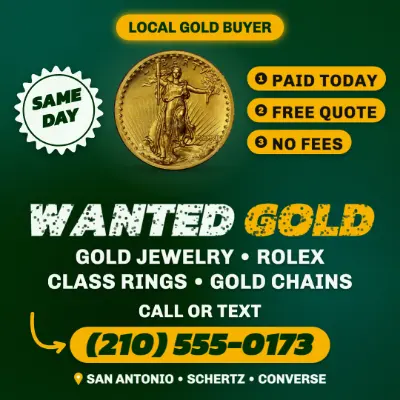 LOCAL GOLD BUYER
SAME
DAY
1 PAID TODAY
2 FREE QUOTE
3 NO FEES
WANTED GOLD
GOLD JEWELRY • ROLEX
CLASS RINGS • GOLD CHAINS
CALL OR TEXT
(210) 555-0173
SAN ANTONIO • SCHERTZ • CONVERSE